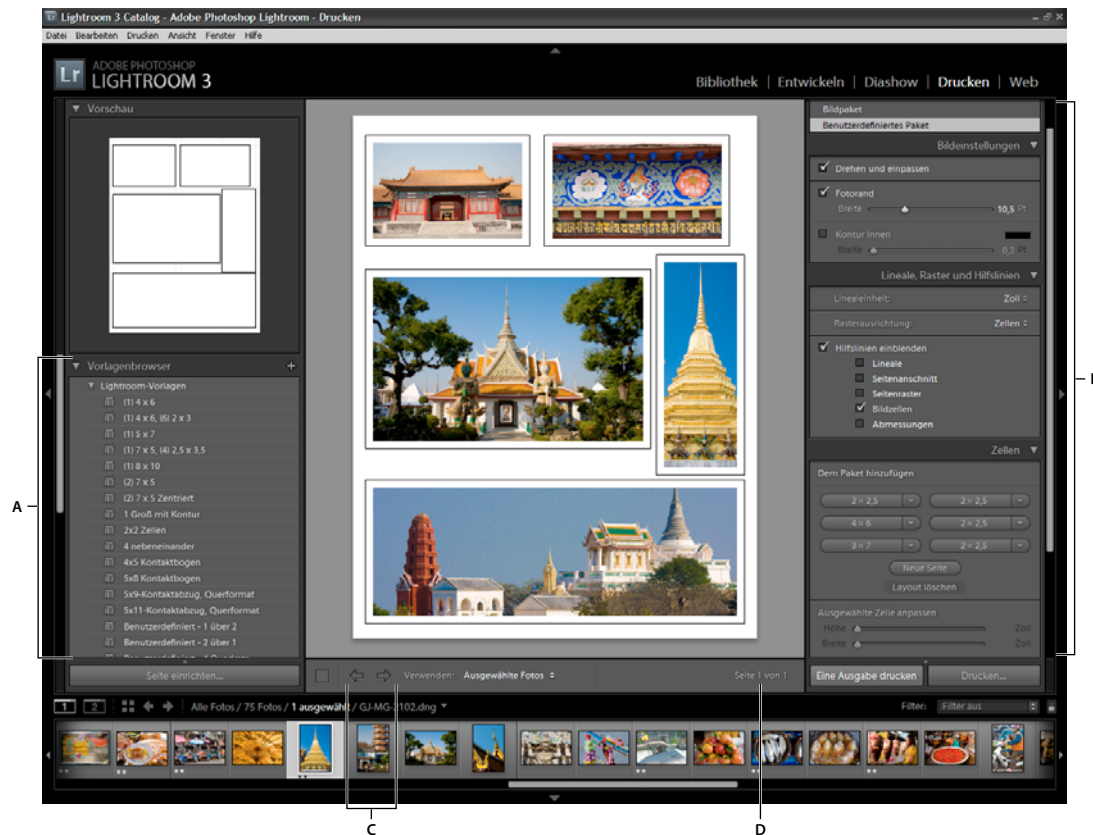 Lightroom 3 Catalog - Adobe Photoshop Lightroom - Drucken
Datei Bearbeiten Drucken Ansicht Fenster Hilfe
Lr
ADOBE PHOTOSHOP
LIGHTROOM 3
Bibliothek | Entwickeln | Diashow | Drucken | Web
Vorschau
Vorlagenbrowser +
Lightroom-Vorlagen
(1) 4 x 6
(1) 4 x 6, (6) 2 x 3
(1) 5 x 7
(1) 7 x 5, (4) 2,5 x 3,5
(1) 8 x 10
(2) 7 x 5
(2) 7 x 5 Zentriert
1 Groß mit Kontur
2x2 Zellen
4 nebeneinander
4x5 Kontaktbogen
5x8 Kontaktbogen
5x9-Kontaktabzug, Querformat
5x11-Kontaktabzug, Querformat
Benutzerdefiniert - 1 über 2
Benutzerdefiniert - 2 über 1
Benutzerdefiniert - 4 Quadrate
Seite einrichten...
A
Verwenden: Ausgewählte Fotos
Seite 1 von 1
Bildpaket
Benutzerdefiniertes Paket
Bildeinstellungen
Drehen und einpassen
Fotorand
Breite 10,5 Pt
Kontur innen
Breite 0,2 Pt
Lineale, Raster und Hilfslinien
Linealeinheit: Zoll
Rasterausrichtung: Zellen
Hilfslinien einblenden
Lineale
Seitenanschnitt
Seitenraster
Bildzellen
Abmessungen
Zellen
Dem Paket hinzufügen
2 × 2,5 2 × 2,5
4 × 6 2 × 2,5
3 × 7 2 × 2,5
Neue Seite
Layout löschen
Ausgewählte Zelle anpassen
Höhe Zoll
Breite Zoll
Eine Ausgabe drucken Drucken...
1 2 Alle Fotos / 75 Fotos / 1 ausgewählt / GJ-MG-2102.dng
Filter: Filter aus
C
D